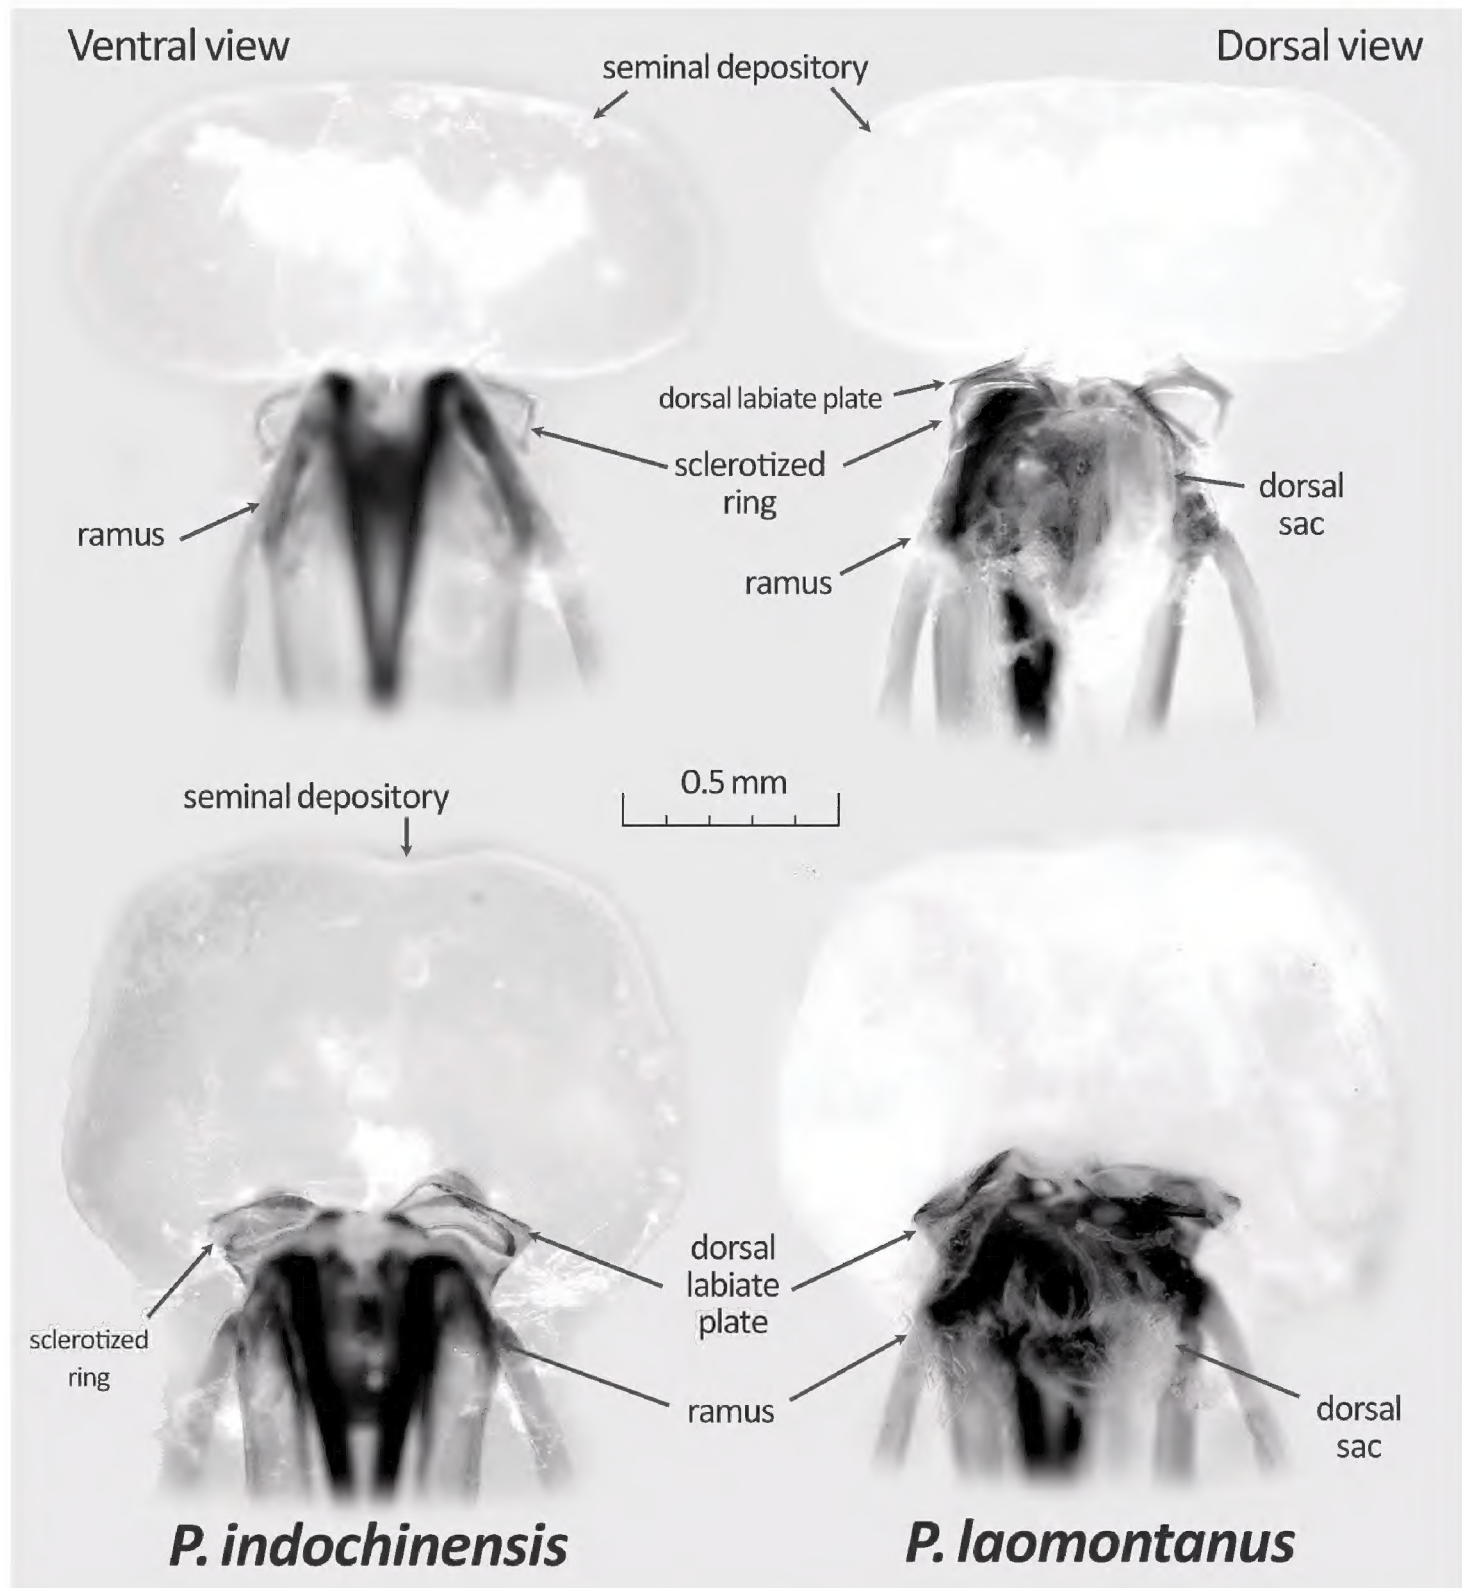 Ventral view
Dorsal view
seminal depository
dorsal labiate plate
sclerotized
ring
dorsal
sac
ramus
ramus
0.5 mm
seminal depository
dorsal
labiate
plate
sclerotized
ring
ramus
dorsal
sac
P. indochinensis
P. laomontanus